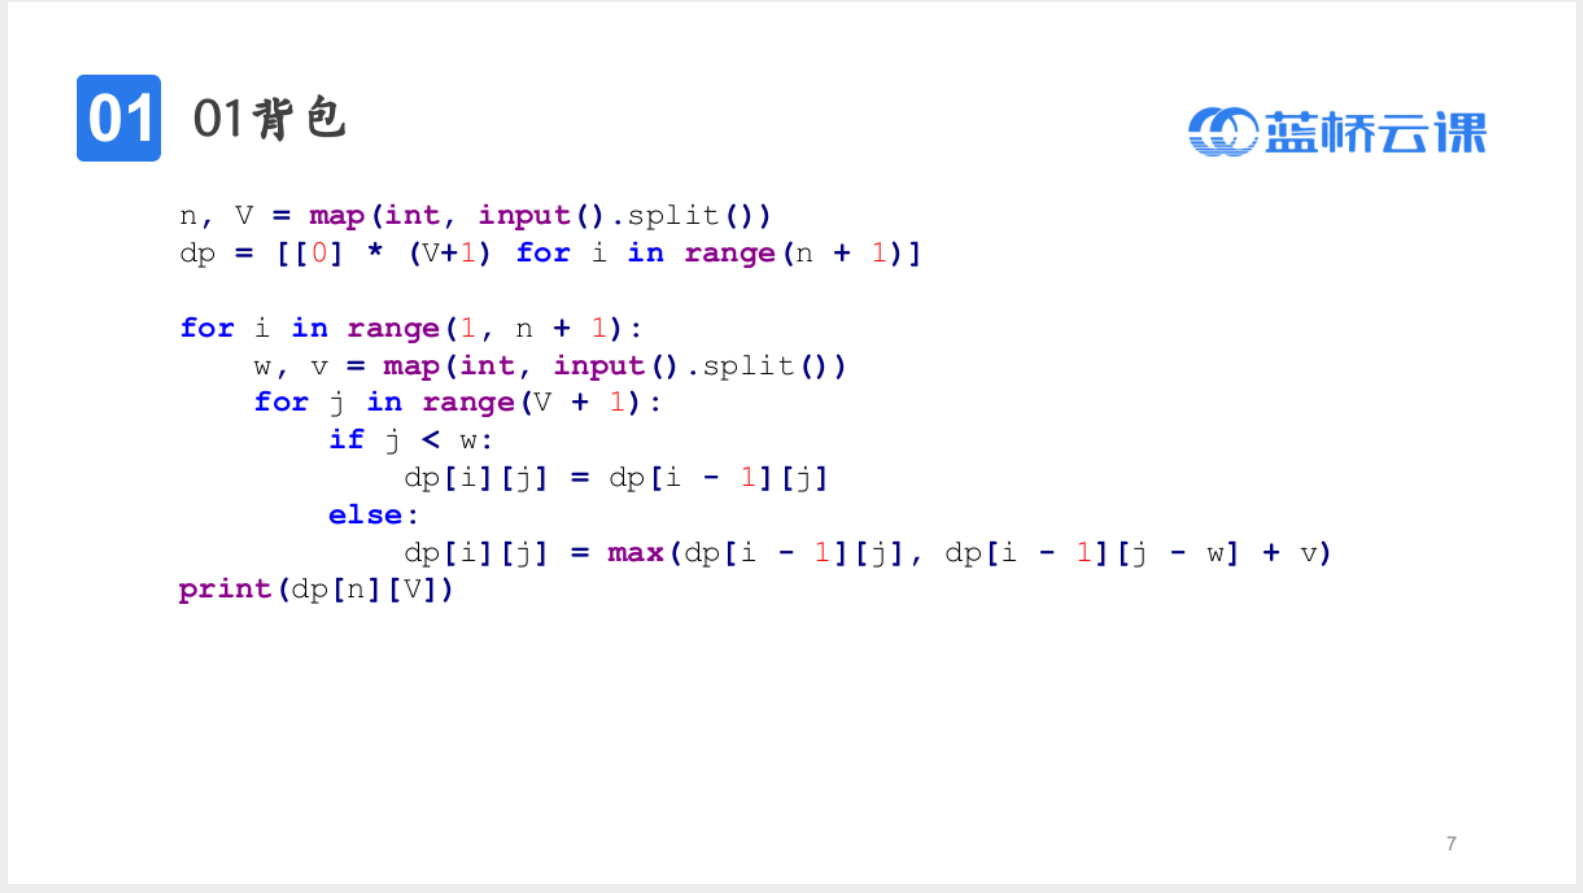 01 01背包
蓝桥云课
n, V = map(int, input().split())
dp = [[0] * (V+1) for i in range(n + 1)]
for i in range(1, n + 1):
    w, v = map(int, input().split())
    for j in range(V + 1):
        if j < w:
            dp[i][j] = dp[i - 1][j]
        else:
            dp[i][j] = max(dp[i - 1][j], dp[i - 1][j - w] + v)
print(dp[n][V])
7